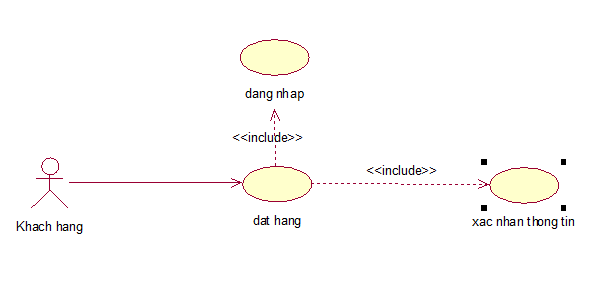 dang nhap
<<include>>
<<include>>
Khach hang
dat hang
xac nhan thong tin